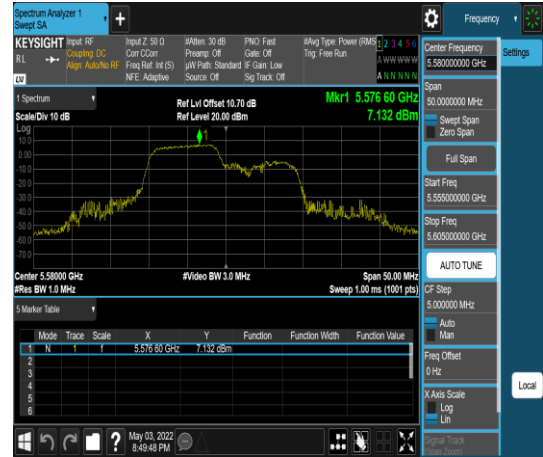 Spectrum Analyzer 1
Swept SA
+
Frequency
KEYSIGHT
Input: RF
Input Z: 50 Ω
#Atten: 30 dB
PNO: Fast
#Avg Type: Power (RMS
1 2 3 4 5 6
RL
Coupling: DC
Corr CCorr
Preamp: Off
Gate: Off
Trig: Free Run
A W W W W W
Align: Auto/No RF
Freq Ref: Int (S)
µW Path: Standard
IF Gain: Low
NFE: Adaptive
Source: Off
Sig Track: Off
A N N N N N
LXI
1 Spectrum
Ref Lvl Offset 10.70 dB
Mkr1 5.576 60 GHz
Scale/Div 10 dB
Ref Level 20.00 dBm
7.132 dBm
Log
1
10.0
0.00
-10.0
-20.0
-30.0
-40.0
-50.0
-60.0
-70.0
Center 5.58000 GHz
#Video BW 3.0 MHz
Span 50.00 MHz
#Res BW 1.0 MHz
Sweep 1.00 ms (1001 pts)
5 Marker Table
Mode Trace Scale X Y Function Function Width Function Value
1 N 1 f 5.576 60 GHz 7.132 dBm
2
3
4
5
6
?
May 03, 2022
8:49:48 PM
Center Frequency
5.580000000 GHz
Settings
Span
50.0000000 MHz
Swept Span
Zero Span
Full Span
Start Freq
5.555000000 GHz
Stop Freq
5.605000000 GHz
AUTO TUNE
CF Step
5.000000 MHz
Auto
Man
Freq Offset
0 Hz
Local
X Axis Scale
Log
Lin
Signal Track
(Span Zoom)